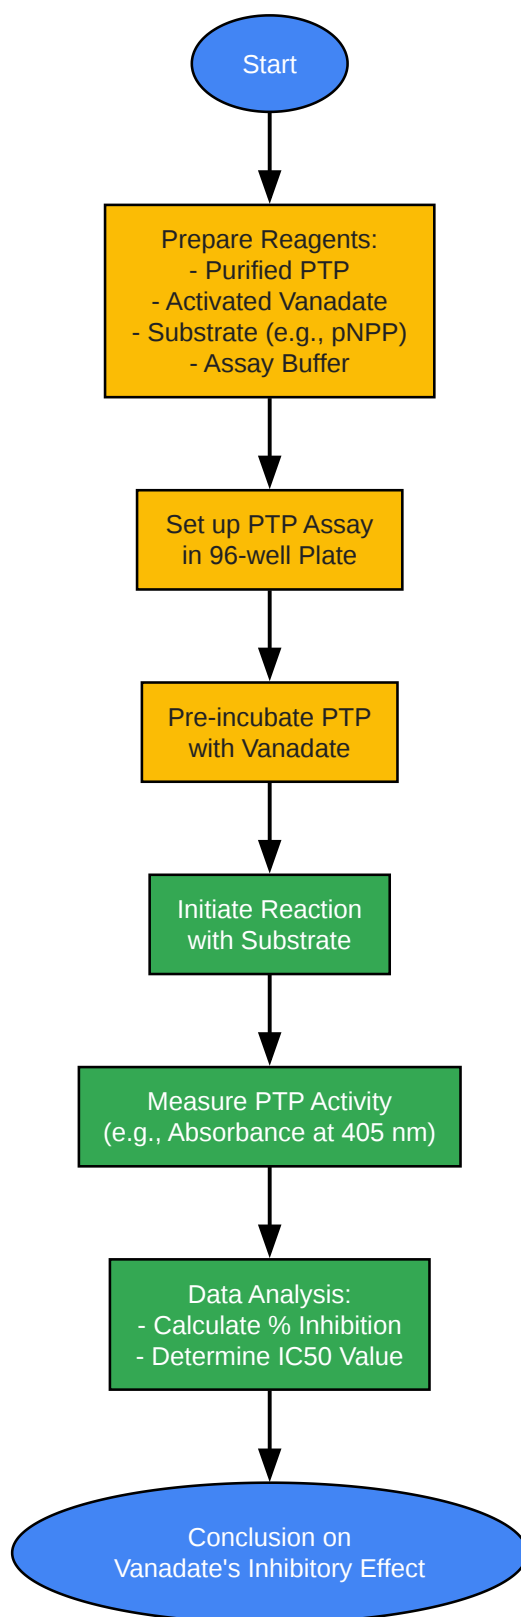 Start
Prepare Reagents:
- Purified PTP
- Activated Vanadate
- Substrate (e.g., pNPP)
- Assay Buffer
Set up PTP Assay
in 96-well Plate
Pre-incubate PTP
with Vanadate
Initiate Reaction
with Substrate
Measure PTP Activity
(e.g., Absorbance at 405 nm)
Data Analysis:
- Calculate % Inhibition
- Determine IC50 Value
Conclusion on
Vanadate's Inhibitory Effect